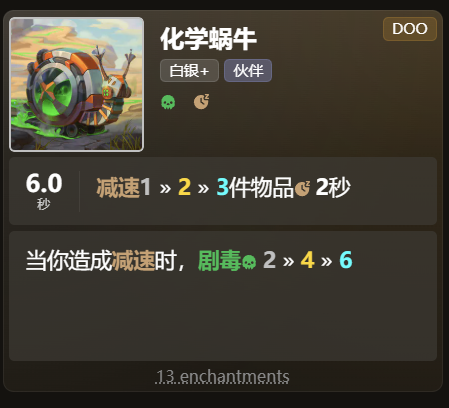 化学蜗牛
DOO
白银+ 伙伴
6.0
秒
减速1 » 2 » 3件物品 2秒
当你造成减速时，剧毒 2 » 4 » 6
13 enchantments